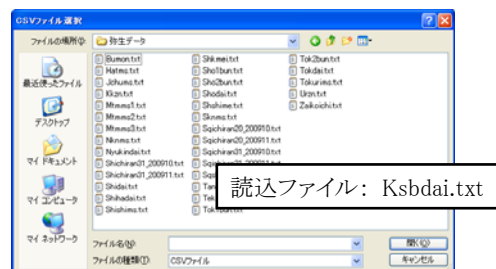 CSVファイル選択
ファイルの場所(I):
弥生データ
最近使ったファイル
デスクトップ
マイ ドキュメント
マイ コンピュータ
マイ ネットワーク
Bumon.txt
Hatms.txt
Jchums.txt
Kkzn.txt
Mtmms1.txt
Mtmms2.txt
Mtmms3.txt
Nknms.txt
Nyukindai.txt
Shichiran31_200910.txt
Shichiran31_200911.txt
Shidai.txt
Shihadai.txt
Shishims.txt
Shk mei.txt
Sho1bun.txt
Sho2bun.txt
Shodai.txt
Shshime.txt
Sknms.txt
Sqichiran20_200910.txt
Sqichiran20_200911.txt
Sqichiran31_200910.txt
Tok2bun.txt
Tokdai.txt
Tokurims.txt
Urzn.txt
Zaikoichi.txt
読込ファイル: Ksbdai.txt
ファイル名(N):
開く(O)
ファイルの種類(T):
CSVファイル
キャンセル